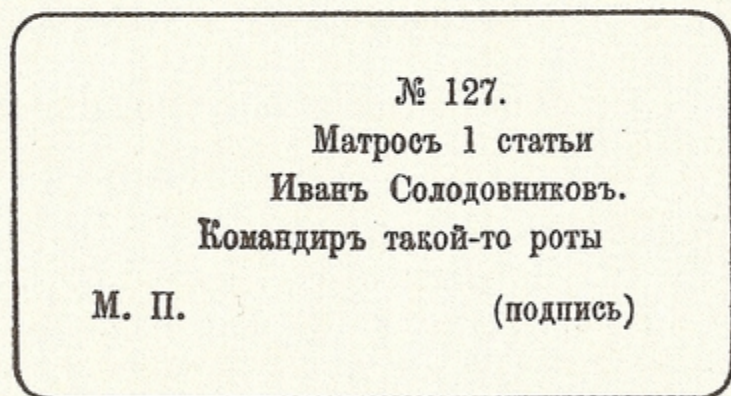 № 127.
Матросъ 1 статьи
Иванъ Солодовниковъ.
Командиръ такой-то роты
М. П. (подпись)